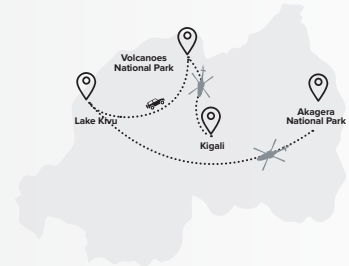 Volcanoes
National Park
Lake Kivu
Kigali
Akagera
National Park